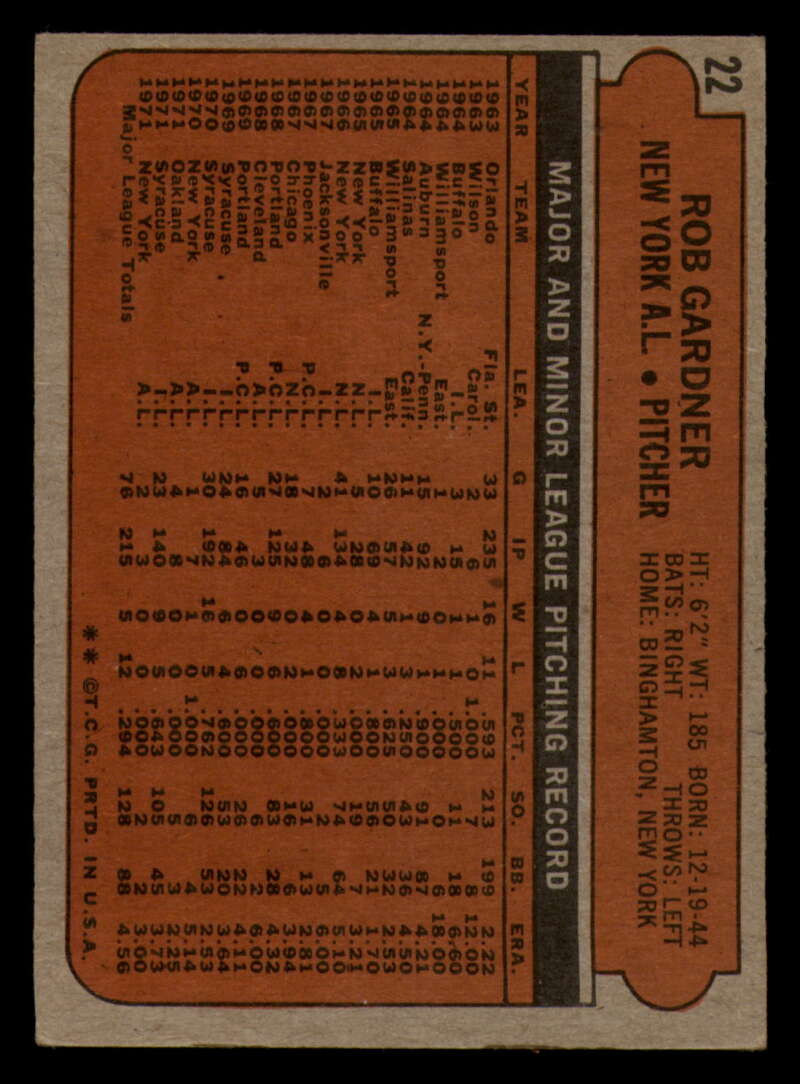 22
ROB GARDNER
NEW YORK A.L. • PITCHER
HT: 6'2" WT: 185 BORN: 12-19-44
BATS: RIGHT THROWS: LEFT
HOME: BINGHAMTON, NEW YORK
MAJOR AND MINOR LEAGUE PITCHING RECORD
YEAR TEAM LEA. G IP W L PCT. SO. BB. ERA.
1963 Orlando Fla. St. 33 235 16 11 .593 213 199 2.22
1963 Wilson Carol. 2 6 1 0 1.000 7 8 12.00
1964 Buffalo I.L. 3 15 1 1 .500 11 18 6.60
1964 Williamsport East. 1 2 0 1 .000 0 6 18.00
1964 Auburn N.Y.-Penn. 15 92 9 1 .900 91 87 4.21
1964 Salinas Calif. 11 42 1 3 .250 43 36 4.50
1965 Williamsport East. 26 57 5 3 .625 50 32 2.53
1965 Buffalo I.L. 10 69 4 1 .800 56 21 1.70
1965 New York N.L. 5 28 0 2 .000 19 7 3.21
1966 New York N.L. 41 134 4 8 .333 74 64 5.10
1967 Jacksonville I.L. 2 6 0 0 .000 2 5 6.00
1967 Phoenix P.C.L. 7 48 4 1 .800 31 13 2.81
1967 Chicago N.L. 18 32 0 2 .000 16 6 3.94
1968 Portland P.C.L. 27 125 9 6 .600 83 28 4.32
1968 Cleveland A.L. 5 3 0 0 .000 6 2 6.00
1969 Portland P.C.L. 16 46 0 6 .000 26 22 4.11
1969 Syracuse I.L. 24 84 6 4 .600 53 20 3.64
1970 Syracuse I.L. 30 192 16 5 .762 126 53 2.53
1970 New York A.L. 1 7 1 0 1.000 6 4 5.14
1971 Oakland A.L. 4 8 0 0 .000 5 3 2.25
1971 Syracuse I.L. 23 140 9 5 .643 105 45 3.73
1971 New York A.L. 2 3 0 0 .000 2 2 3.00
Major League Totals 76 215 5 12 .294 128 88 4.56
** ©T.C.G. PRTD. IN U.S.A.